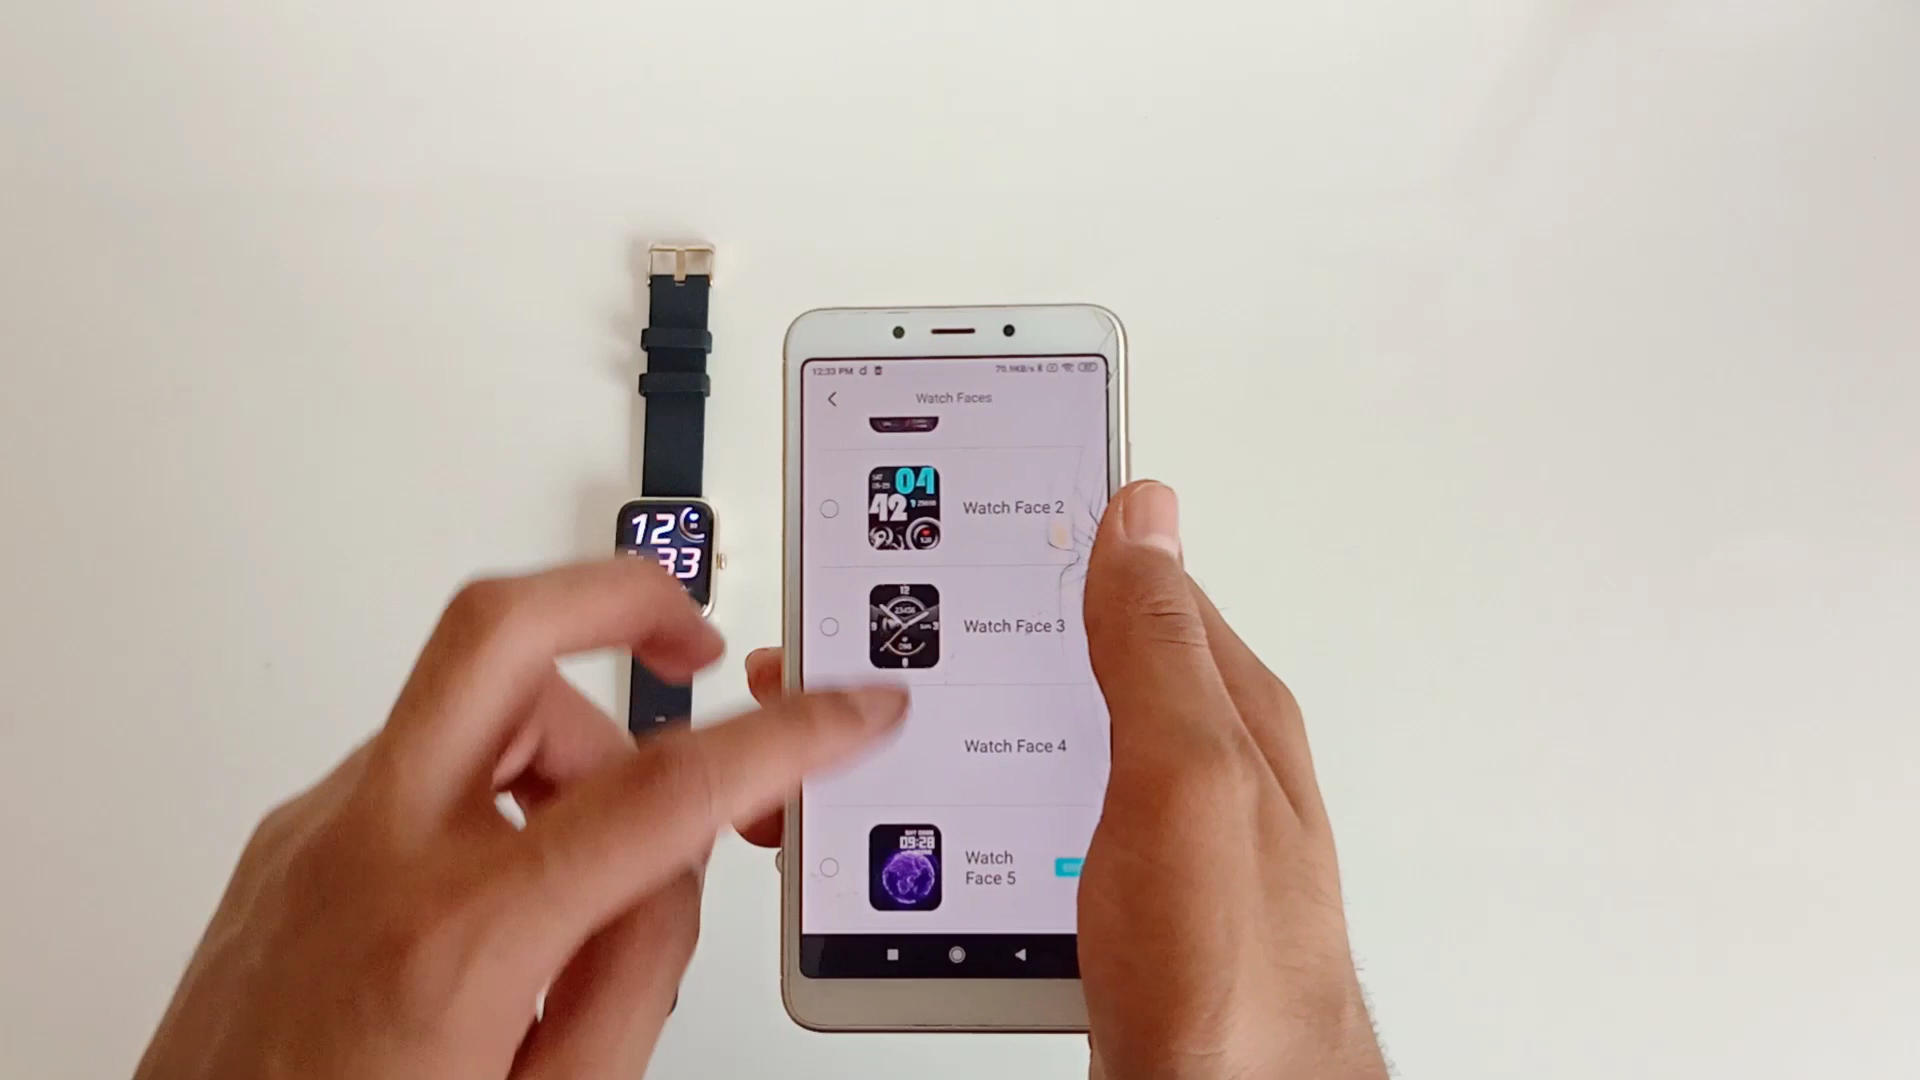 12:33 PM
Watch Faces
04
42
Watch Face 2
12
Watch Face 3
Watch Face 4
09:28
Watch
Face 5
12
33